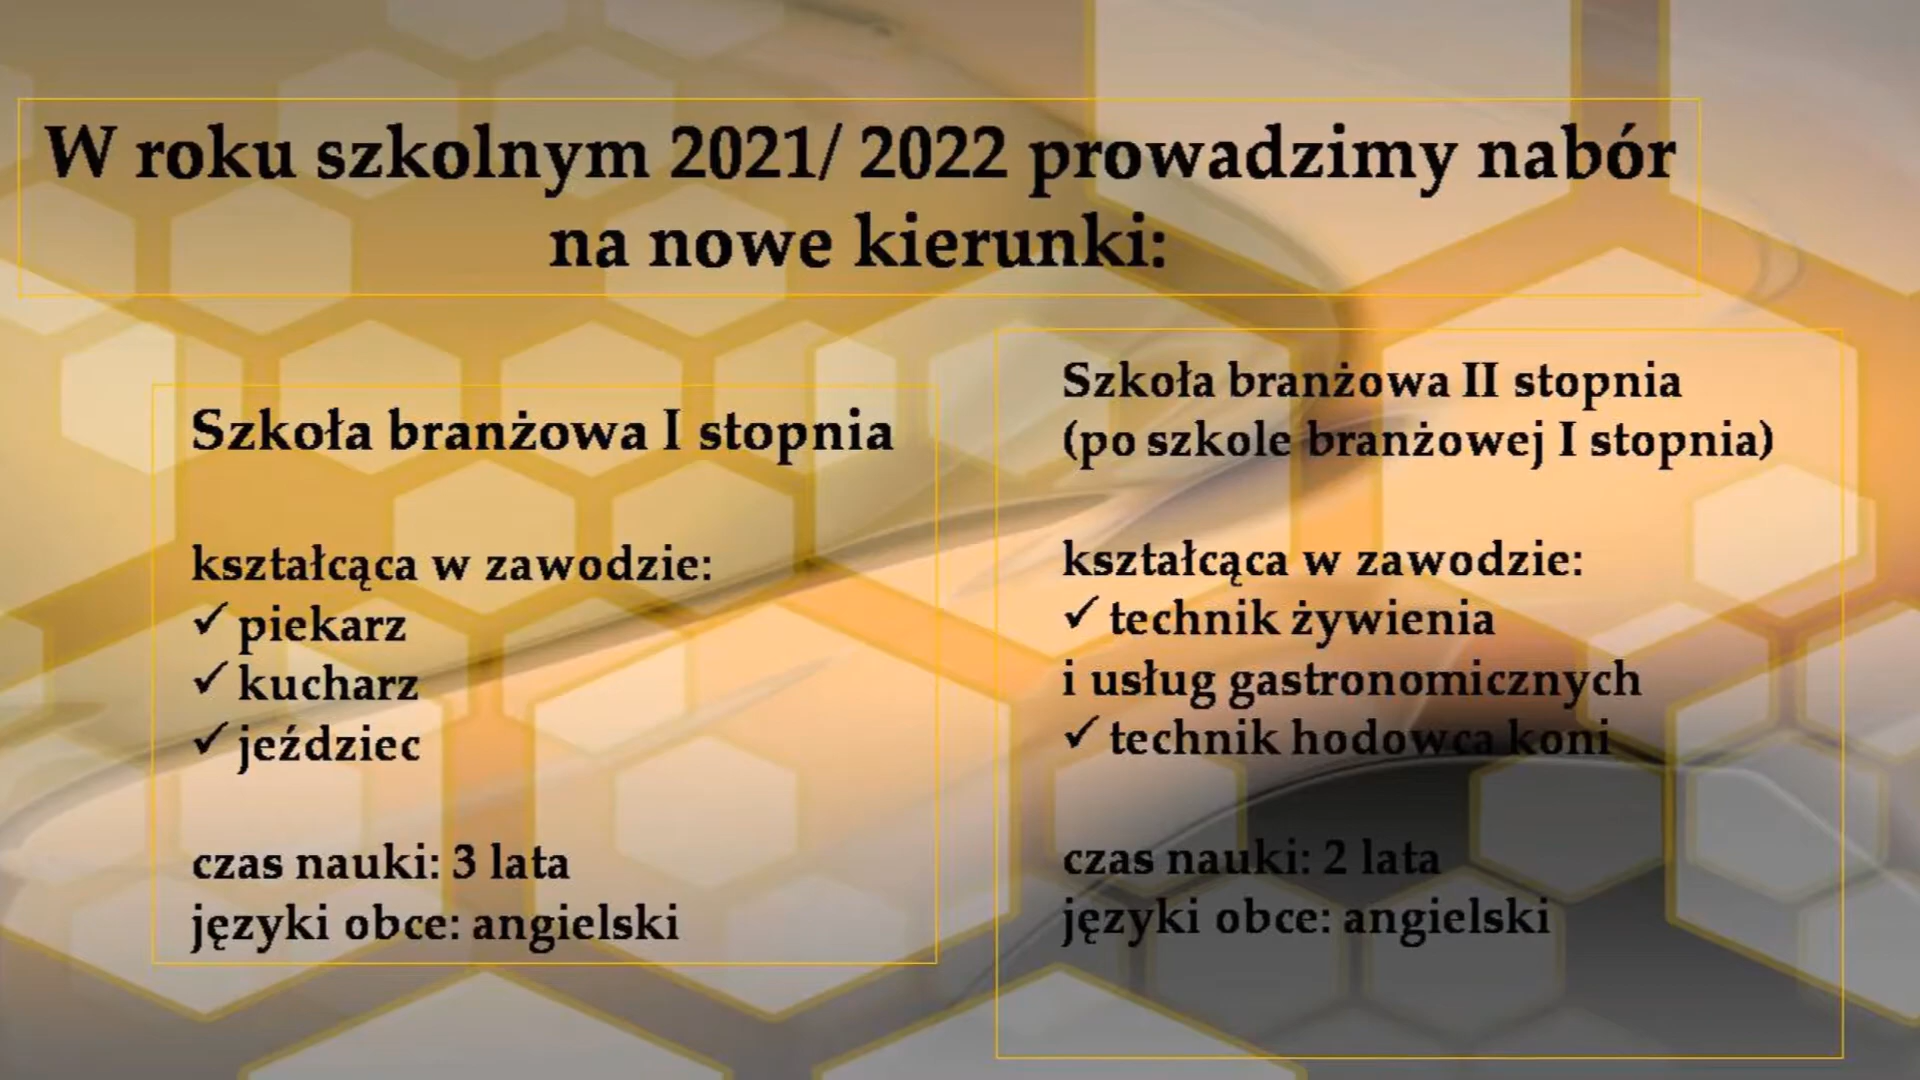 W roku szkolnym 2021/ 2022 prowadzimy nabór
na nowe kierunki:
Szkoła branżowa I stopnia
kształcąca w zawodzie:
✓ piekarz
✓ kucharz
✓ jeździec
czas nauki: 3 lata
języki obce: angielski
Szkoła branżowa II stopnia
(po szkole branżowej I stopnia)
kształcąca w zawodzie:
✓ technik żywienia
i usług gastronomicznych
✓ technik hodowca koni
czas nauki: 2 lata
języki obce: angielski